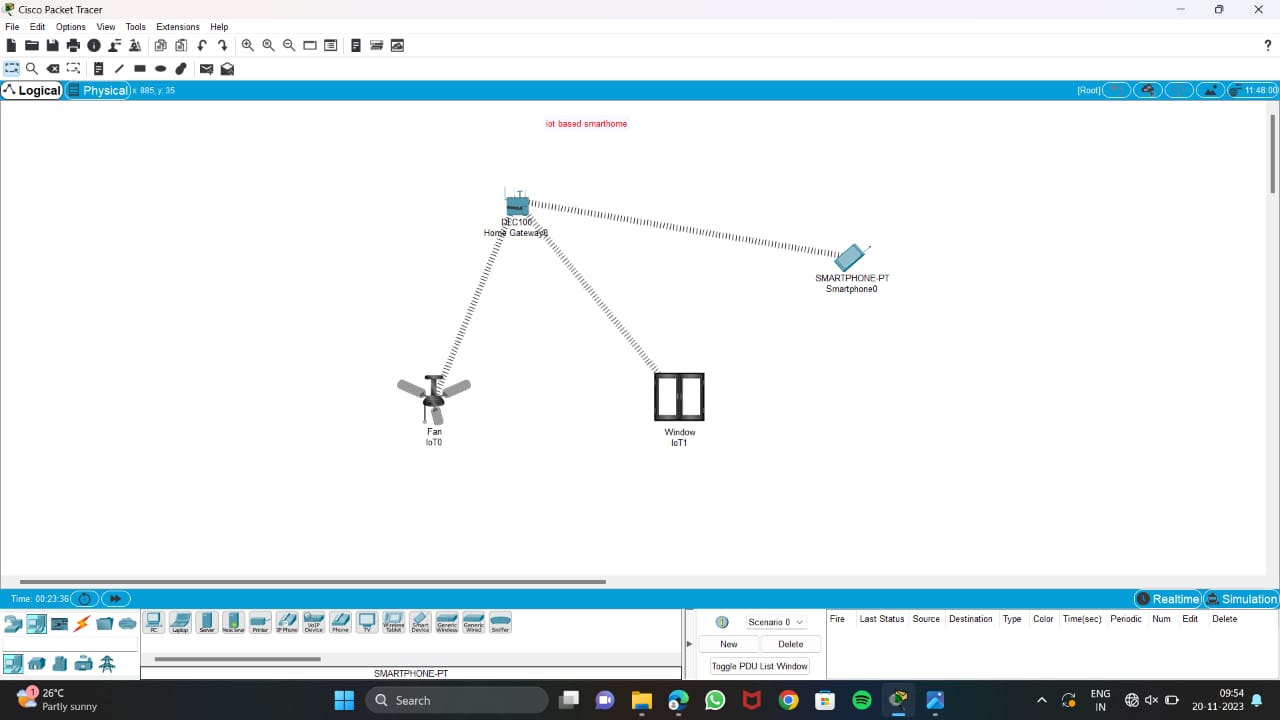 Cisco Packet Tracer
File Edit Options View Tools Extensions Help
?
Logical Physical x: 885, y: 35 [Root] 11:48:00
iot based smarthome
DLC100
Home Gateway0
SMARTPHONE-PT
Smartphone0
Fan
IoT0
Window
IoT1
Time: 00:23:36 Realtime Simulation
PC Laptop Server Printer IP Phone VoIP Device Phone TV Wireless Tablet Smart Device Generic Wireless Generic Wired Sniffer
Scenario 0
New Delete
Toggle PDU List Window
Fire Last Status Source Destination Type Color Time(sec) Periodic Num Edit Delete
SMARTPHONE-PT
1
26°C
Partly sunny
Search
ENG
IN
09:54
20-11-2023